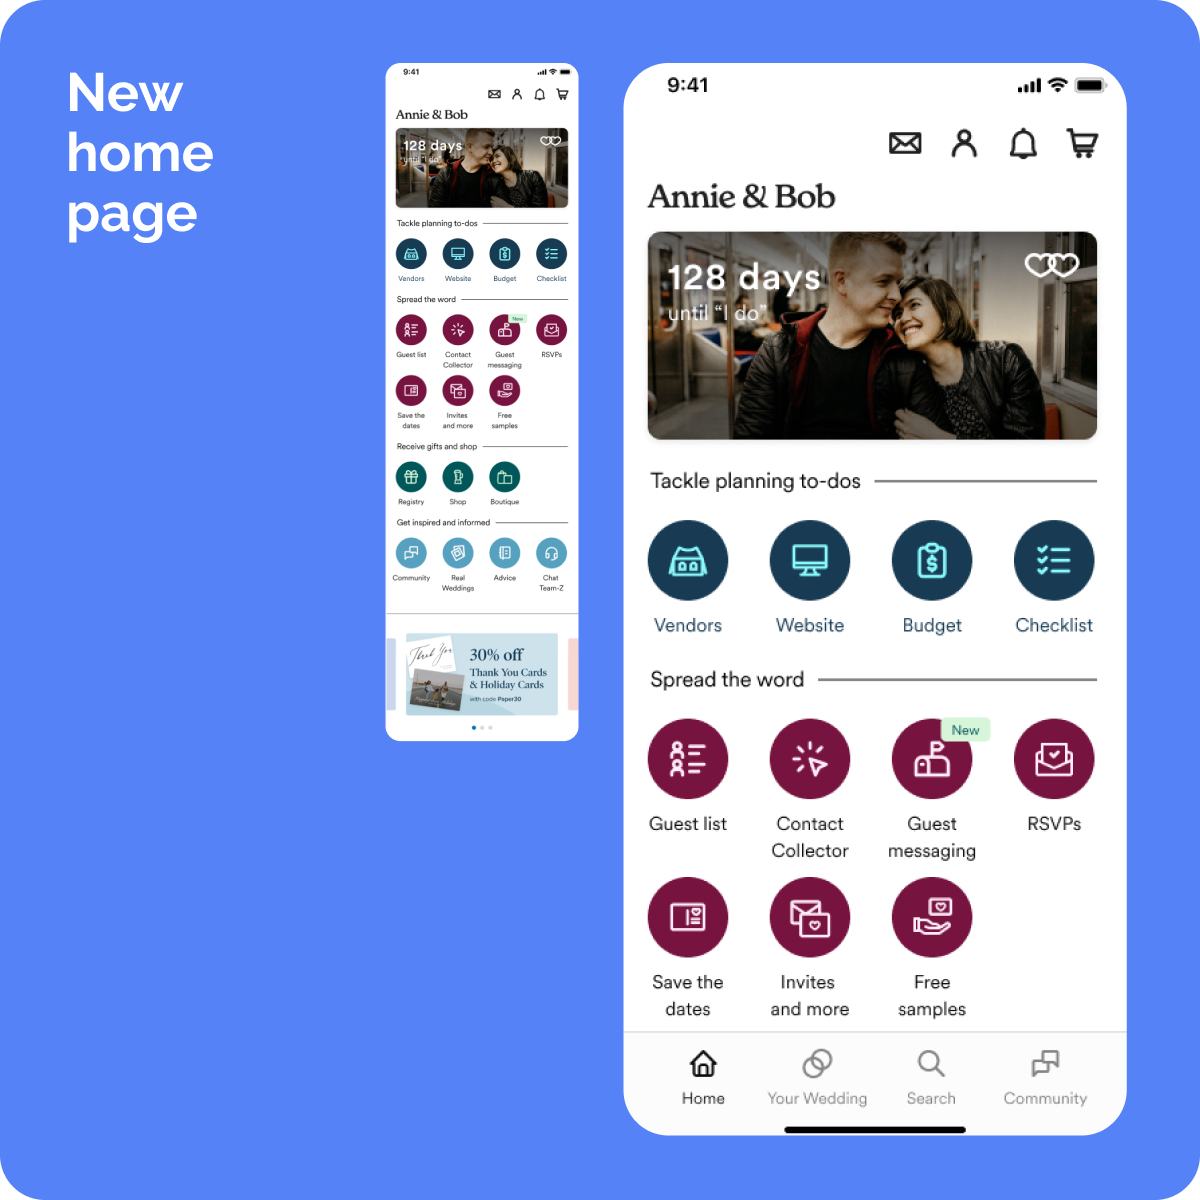 New
home
page
9:41
Annie & Bob
128 days
until “I do”
Tackle planning to-dos
Vendors
Website
Budget
Checklist
Spread the word
New
Guest list
Contact
Collector
Guest
messaging
RSVPs
Save the
dates
Invites
and more
Free
samples
Receive gifts and shop
Registry
Shop
Boutique
Get inspired and informed
Community
Real
Weddings
Advice
Chat
Team-Z
Thank You
30% off
Thank You Cards
& Holiday Cards
with code Paper30
9:41
Annie & Bob
128 days
until “I do”
Tackle planning to-dos
Vendors
Website
Budget
Checklist
Spread the word
New
Guest list
Contact
Collector
Guest
messaging
RSVPs
Save the
dates
Invites
and more
Free
samples
Home
Your Wedding
Search
Community